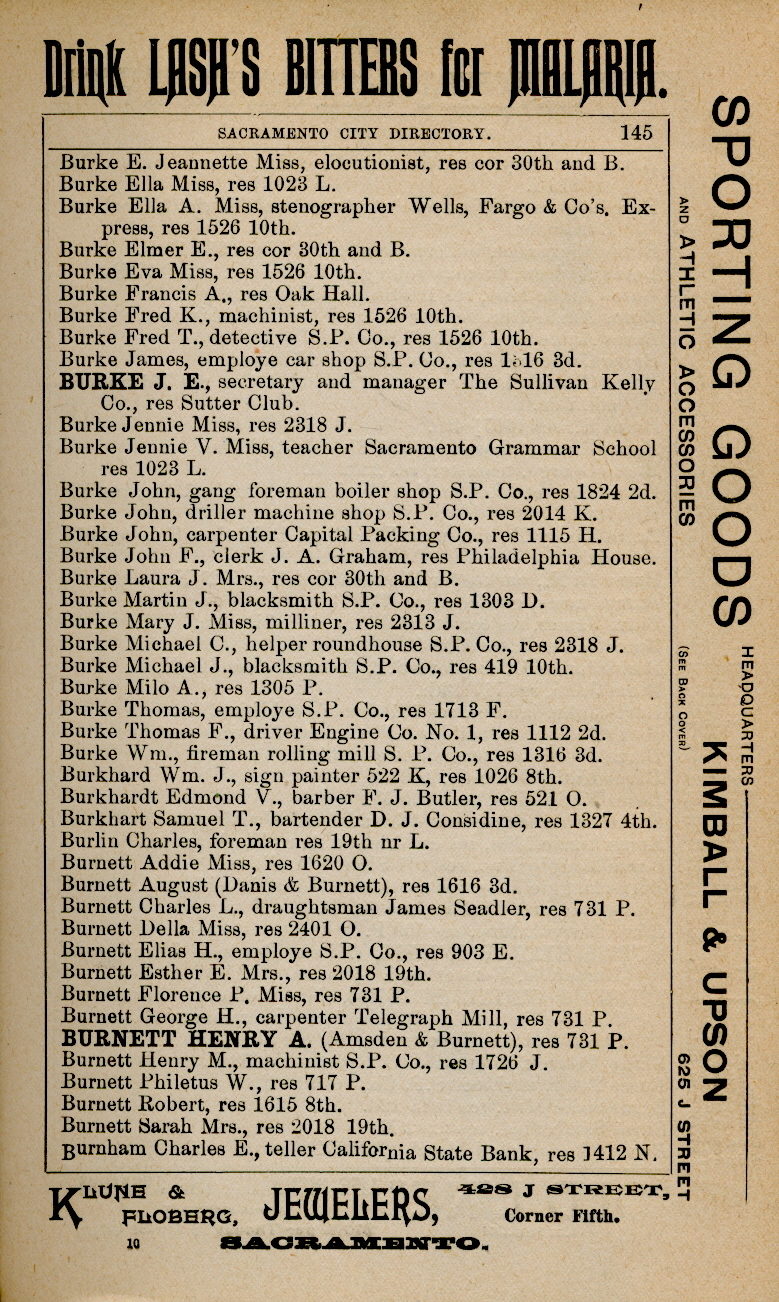 Drink LASH'S BITTERS for MALARIA.
SACRAMENTO CITY DIRECTORY. 145
Burke E. Jeannette Miss, elocutionist, res cor 30th and B.
Burke Ella Miss, res 1023 L.
Burke Ella A. Miss, stenographer Wells, Fargo & Co's. Ex-
press, res 1526 10th.
Burke Elmer E., res cor 30th and B.
Burke Eva Miss, res 1526 10th.
Burke Francis A., res Oak Hall.
Burke Fred K., machinist, res 1526 10th.
Burke Fred T., detective S.P. Co., res 1526 10th.
Burke James, employe car shop S.P. Co., res 3d.
BURKE J. E., secretary and manager The Sullivan Kelly
Co., res Sutter Club.
Burke Jennie Miss, res 2318 J.
Burke Jennie V. Miss, teacher Sacramento Grammar School
res 1023 L.
Burke John, gang foreman boiler shop S.P. Co., res 1824 2d.
Burke John, driller machine shop S.P. Co., res 2014 K.
Burke John, carpenter Capital Packing Co., res 1115 H.
Burke John F., clerk J. A. Graham, res Philadelphia House.
Burke Laura J. Mrs., res cor 30th and B.
Burke Martin J., blacksmith S.P. Co., res 1303 D.
Burke Mary J. Miss, milliner, res 2313 J.
Burke Michael C., helper roundhouse S.P. Co., res 2318 J.
Burke Michael J., blacksmith S.P. Co., res 419 10th.
Burke Milo A., res 1305 P.
Burke Thomas, employe S.P. Co., res 1713 F.
Burke Thomas F., driver Engine Co. No. 1, res 1112 2d.
Burke Wm., fireman rolling mill S. P. Co., res 1316 3d.
Burkhard Wm. J., sign painter 522 K, res 1026 8th.
Burkhardt Edmond V., barber F. J. Butler, res 521 O.
Burkhart Samuel T., bartender D. J. Considine, res 1327 4th.
Burlin Charles, foreman res 19th nr L.
Burnett Addie Miss, res 1620 O.
Burnett August (Danis & Burnett), res 1616 3d.
Burnett Charles L., draughtsman James Seadler, res 731 P.
Burnett Della Miss, res 2401 O.
Burnett Elias H., employe S.P. Co., res 903 E.
Burnett Esther E. Mrs., res 2018 19th.
Burnett Florence P. Miss, res 731 P.
Burnett George H., carpenter Telegraph Mill, res 731 P.
BURNETT HENRY A. (Amsden & Burnett), res 731 P.
Burnett Henry M., machinist S.P. Co., res 1726 J.
Burnett Philetus W., res 717 P.
Burnett Robert, res 1615 8th.
Burnett Sarah Mrs., res 2018 19th.
Burnham Charles E., teller California State Bank, res 1412 N.
KLUNE &
FLOBERG, JEWELERS, 428 J STREET,
Corner Fifth.
10 SACRAMENTO.
SPORTING GOODS
AND ATHLETIC ACCESSORIES
(SEE BACK COVER)
HEADQUARTERS
KIMBALL & UPSON
625 J STREET